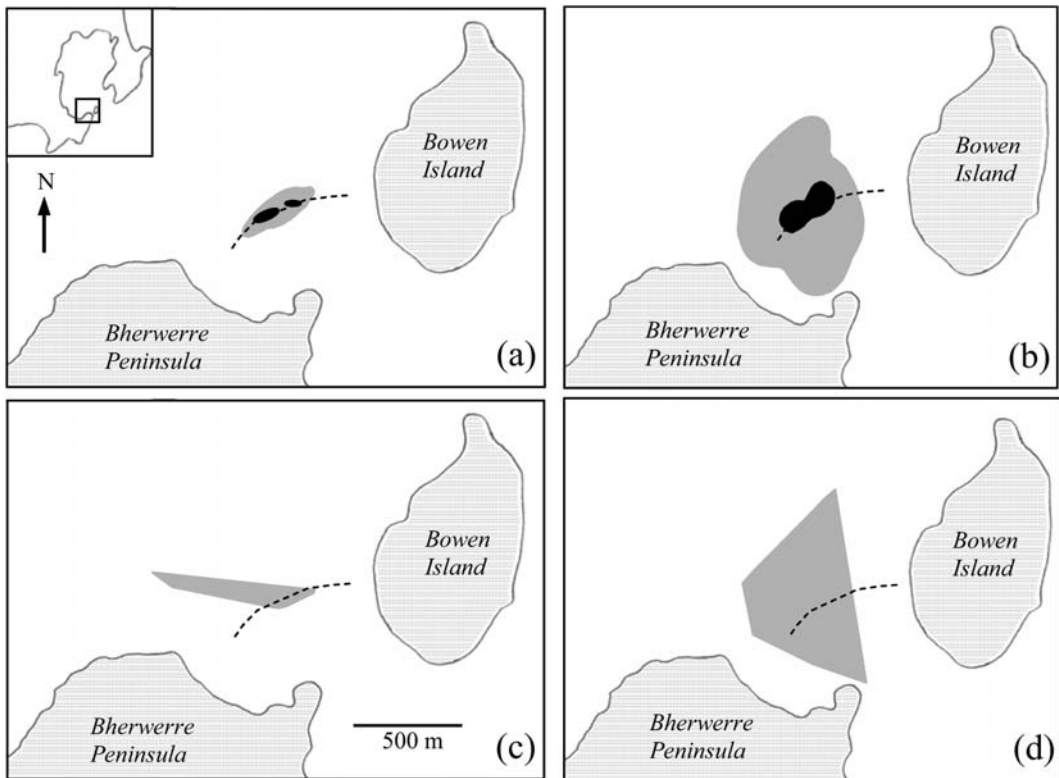 N
Bowen
Island
Bherwerre
Peninsula
(a)
Bowen
Island
Bherwerre
Peninsula
(b)
Bowen
Island
Bherwerre
Peninsula
500 m
(c)
Bowen
Island
Bherwerre
Peninsula
(d)